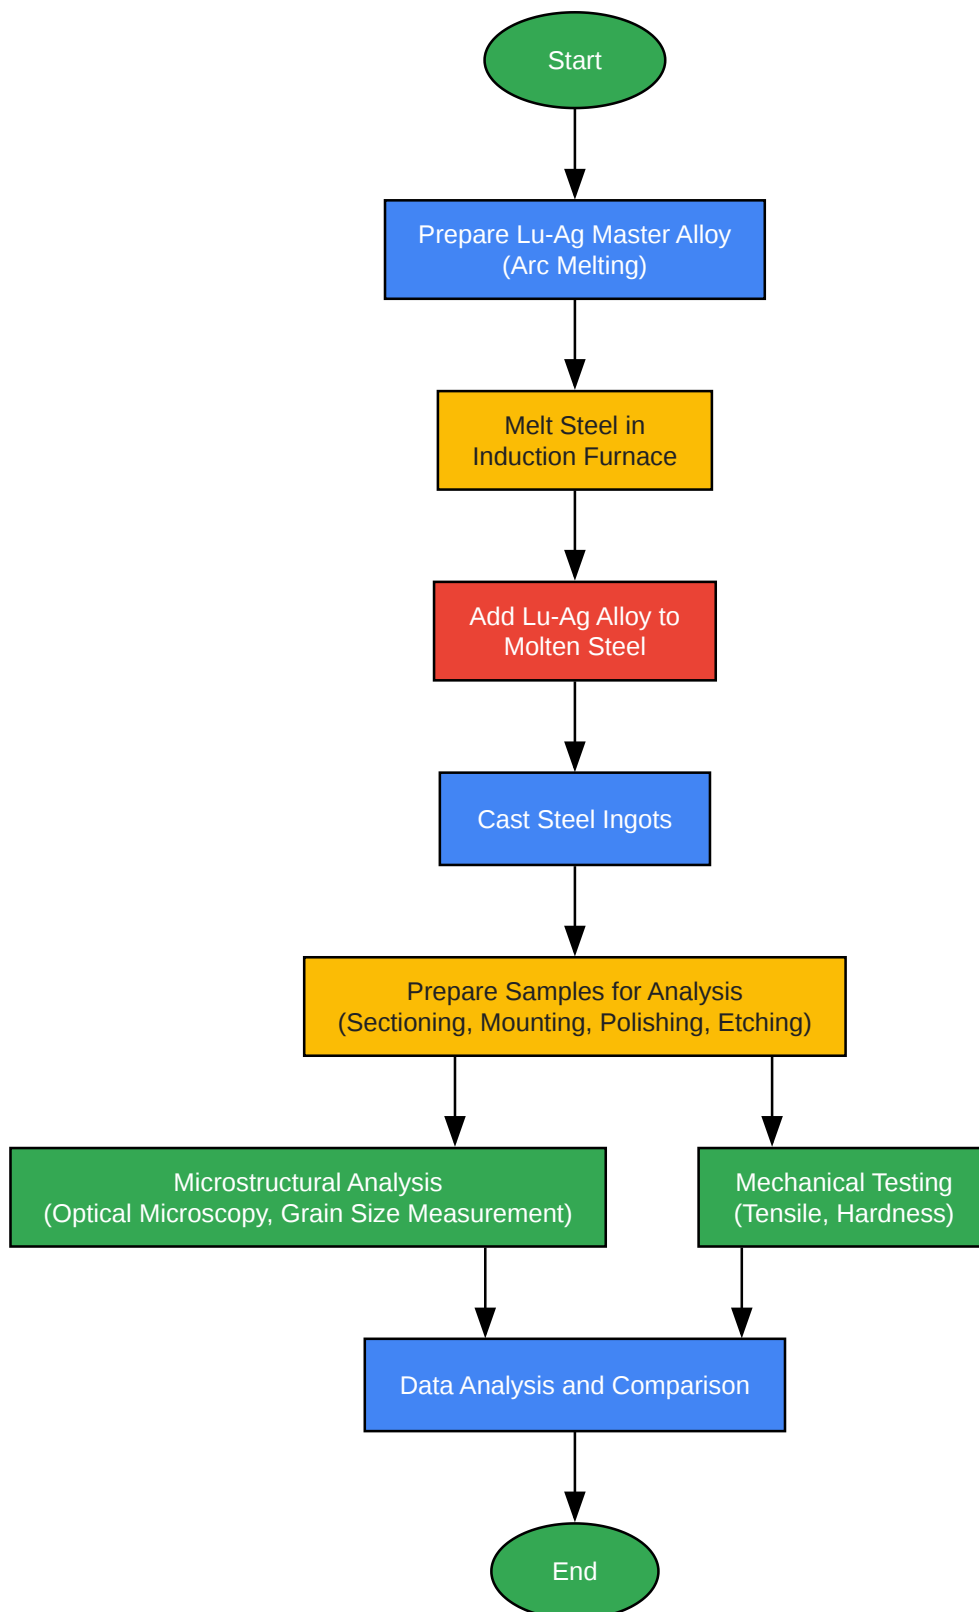 Start
Prepare Lu-Ag Master Alloy
(Arc Melting)
Melt Steel in
Induction Furnace
Add Lu-Ag Alloy to
Molten Steel
Cast Steel Ingots
Prepare Samples for Analysis
(Sectioning, Mounting, Polishing, Etching)
Microstructural Analysis
(Optical Microscopy, Grain Size Measurement)
Mechanical Testing
(Tensile, Hardness)
Data Analysis and Comparison
End